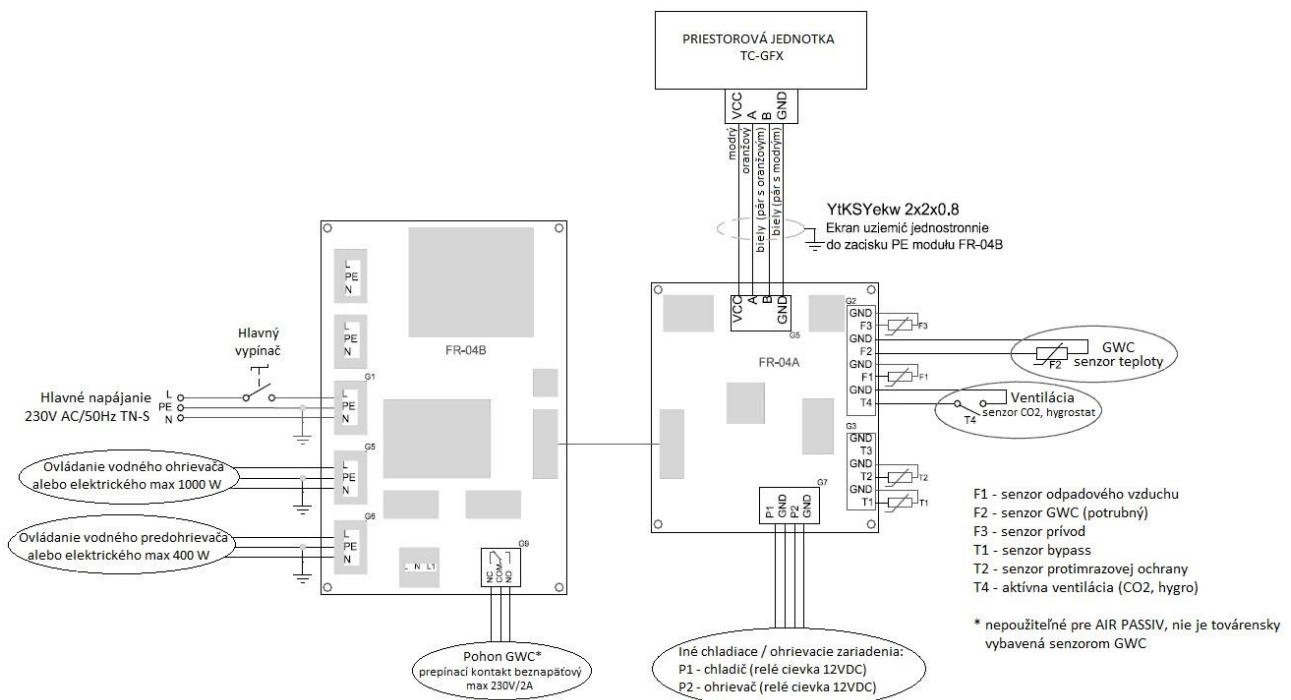 PRIESTOROVÁ JEDNOTKA
TC-GFX
VCC
A
B
GND
modrý
oranžový
biely (pár s oranžovým)
biely (pár s modrým)
YtKSYekw 2x2x0.8
Ekran uziemić jednostronnie
do zacisku PE modułu FR-04B
L
PE
N
L
PE
N
FR-04B
Hlavný
vypínač
Hlavné napájanie
230V AC/50Hz TN-S
L
PE
N
G1
L
PE
N
Ovládanie vodného ohrievača
alebo elektrického max 1000 W
G5
L
PE
N
Ovládanie vodného predohrievača
alebo elektrického max 400 W
G6
L
PE
N
L N L1
G9
NC
COM
NO
Pohon GWC*
prepínací kontakt beznapäťový
max 230V/2A
VCC
A
B
GND
G5
FR-04A
G2
GND
F3
GND
F2
GND
F1
GND
T4
F3
F1
F2
GWC
senzor teploty
T4
Ventilácia
senzor CO2, hygrostat
G3
GND
T3
GND
T2
GND
T1
T2
T1
G7
P1
GND
P2
GND
Iné chladiace / ohrievacie zariadenia:
P1 - chladič (relé cievka 12VDC)
P2 - ohrievač (relé cievka 12VDC)
F1 - senzor odpadového vzduchu
F2 - senzor GWC (potrubný)
F3 - senzor prívod
T1 - senzor bypass
T2 - senzor protimrazovej ochrany
T4 - aktívna ventilácia (CO2, hygro)
* nepoužiteľné pre AIR PASSIV, nie je továrensky
vybavená senzorom GWC